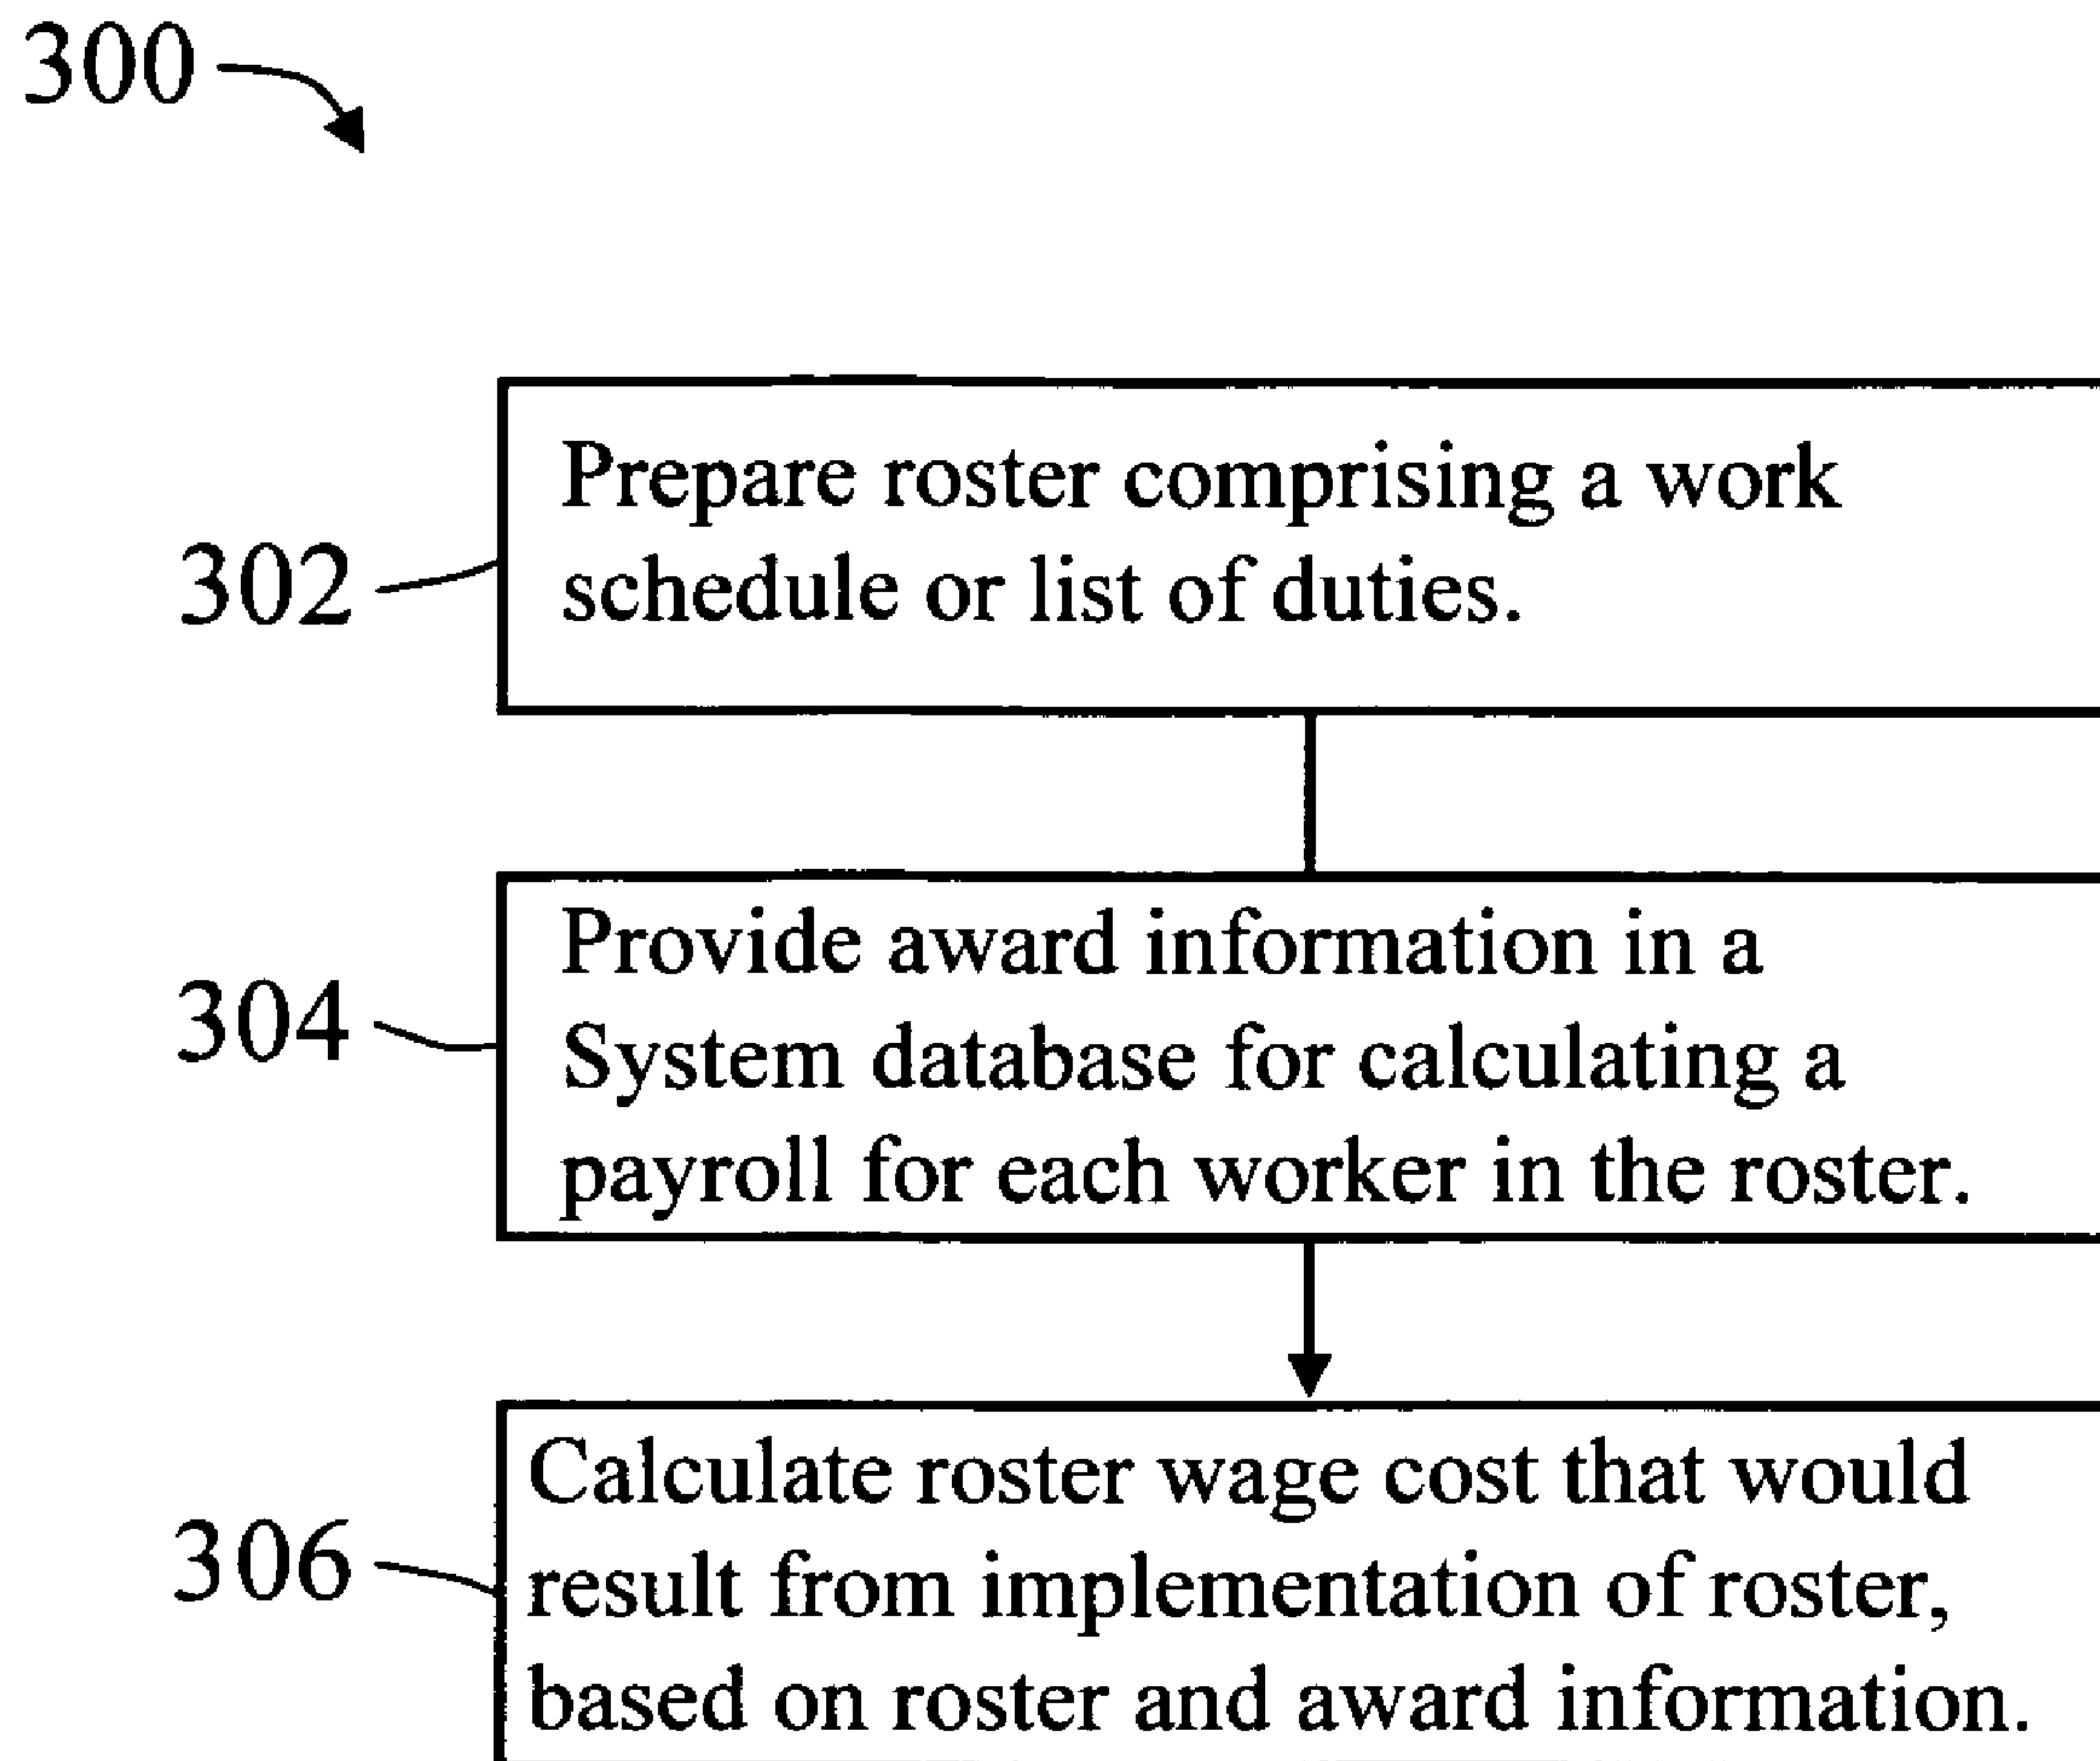 300
Prepare roster comprising a work
302
schedule or list of duties.
Provide award information in a
304
System database for calculating a
payroll for each worker in the roster.
Calculate roster wage cost that would
306
result from implementation of roster,
based on roster and award information.